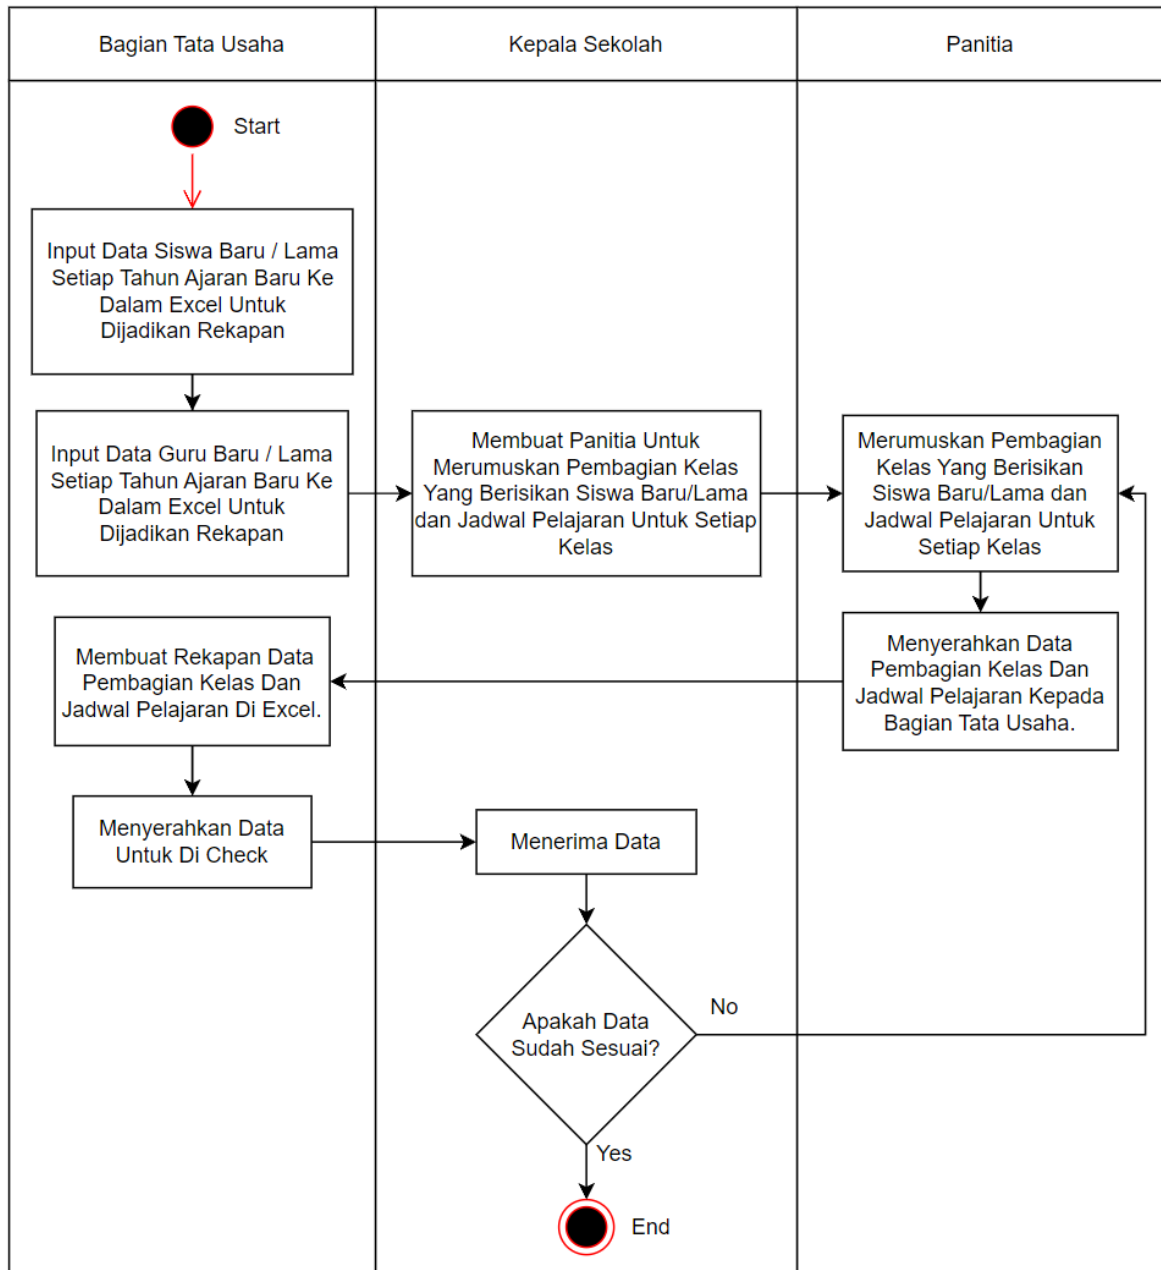 Bagian Tata Usaha
Kepala Sekolah
Panitia
Start
Input Data Siswa Baru / Lama
Setiap Tahun Ajaran Baru Ke
Dalam Excel Untuk
Dijadikan Rekapan
Input Data Guru Baru / Lama
Setiap Tahun Ajaran Baru Ke
Dalam Excel Untuk
Dijadikan Rekapan
Membuat Panitia Untuk
Merumuskan Pembagian Kelas
Yang Berisikan Siswa Baru/Lama
dan Jadwal Pelajaran Untuk Setiap
Kelas
Merumuskan Pembagian
Kelas Yang Berisikan
Siswa Baru/Lama dan
Jadwal Pelajaran Untuk
Setiap Kelas
Menyerahkan Data
Pembagian Kelas Dan
Jadwal Pelajaran Kepada
Bagian Tata Usaha.
Membuat Rekapan Data
Pembagian Kelas Dan
Jadwal Pelajaran Di Excel.
Menyerahkan Data
Untuk Di Check
Menerima Data
Apakah Data
Sudah Sesuai?
No
Yes
End